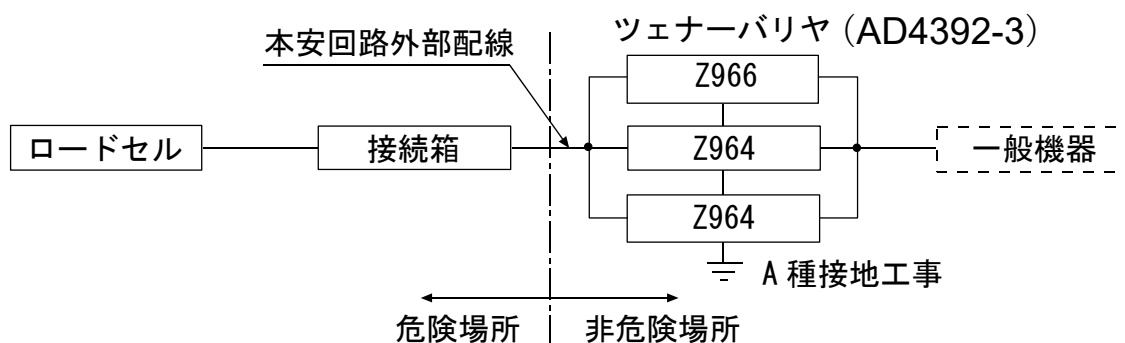 ツェナーバリヤ（AD4392-3）
本安回路外部配線
Z966
ロードセル
接続箱
Z964
一般機器
Z964
A 種接地工事
危険場所
非危険場所